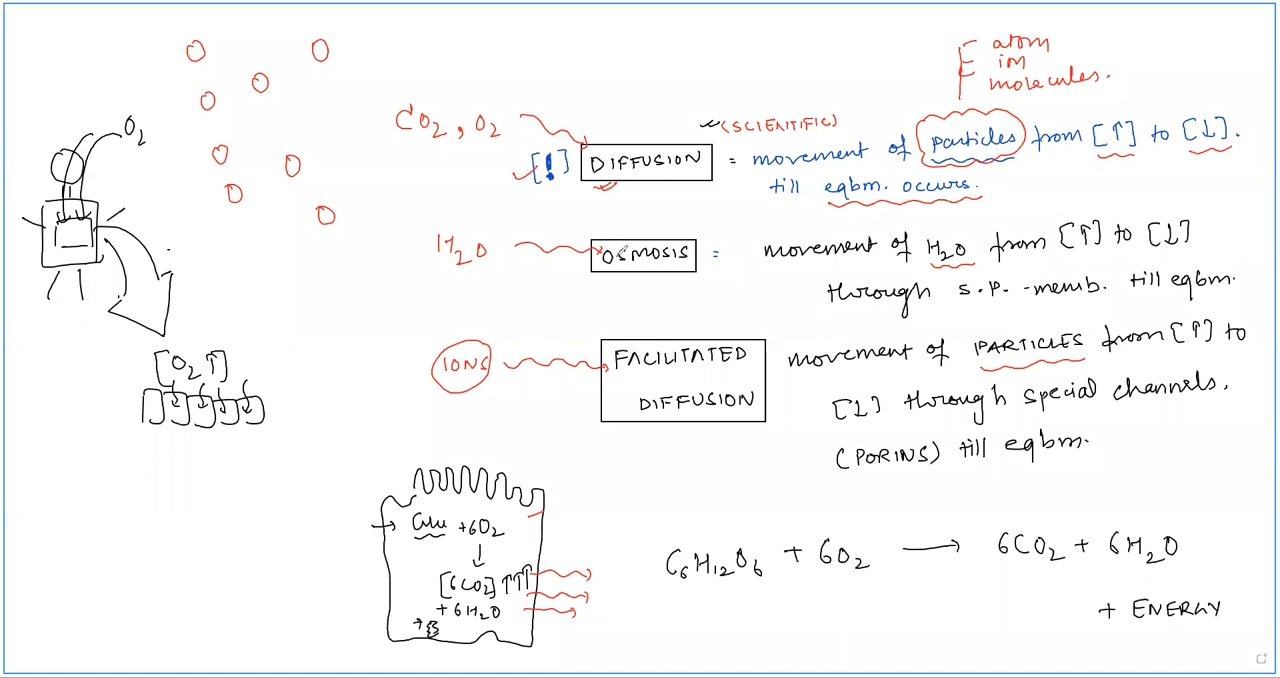 atom
ion
molecules.
O2
CO2, O2
(SCIENTIFIC)
[!] DIFFUSION = movement of particles from [↑] to [↓].
till eqbm. occurs.
H2O OSMOSIS = movement of H2O from [↑] to [↓]
through s.p. -memb. till eqbm.
[O2↑]
IONS FACILITATED DIFFUSION movement of PARTICLES from [↑] to
[↓] through special channels.
(PORINS) till eqbm.
Glu +6O2
↓
[6CO2] ↑↑↑
+ 6H2O
C6H12O6 + 6O2 → 6CO2 + 6H2O
+ ENERGY